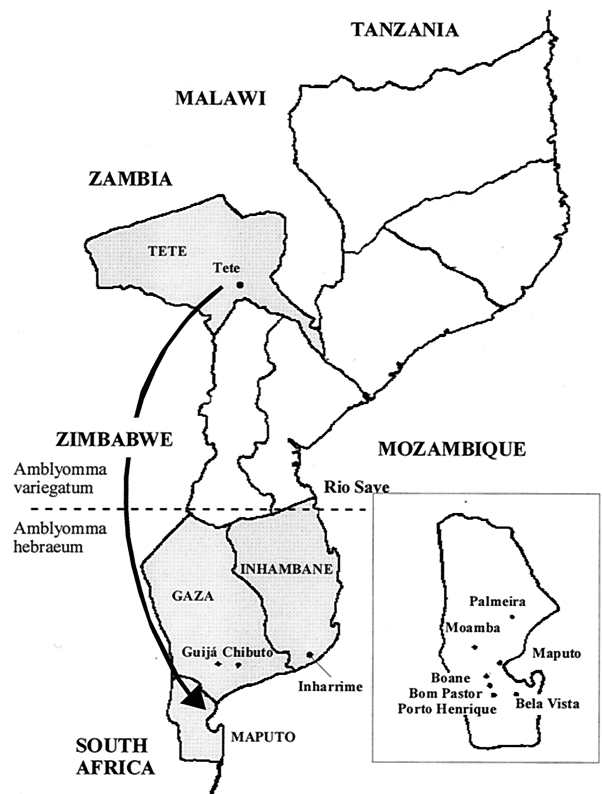 TANZANIA
MALAWI
ZAMBIA
TETE
Tete
ZIMBABWE
MOZAMBIQUE
Amblyomma
variegatum
Rio Save
Amblyomma
hebraeum
INHAMBANE
GAZA
Guijá Chibuto
Inharrime
MAPUTO
SOUTH
AFRICA
Palmeira
Moamba
Maputo
Boane
Bom Pastor
Porto Henrique
Bela Vista